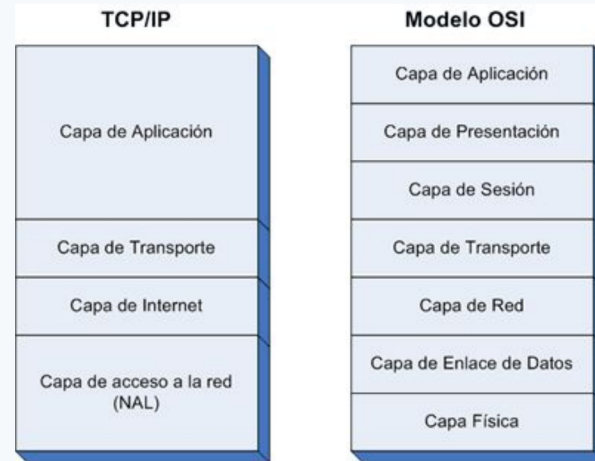 TCP/IP
Capa de Aplicación
Capa de Transporte
Capa de Internet
Capa de acceso a la red
(NAL)
Modelo OSI
Capa de Aplicación
Capa de Presentación
Capa de Sesión
Capa de Transporte
Capa de Red
Capa de Enlace de Datos
Capa Física